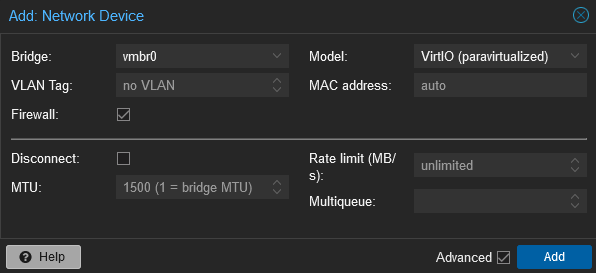 Add: Network Device
Bridge: vmbr0 Model: VirtIO (paravirtualized)
VLAN Tag: no VLAN MAC address: auto
Firewall:
Disconnect: Rate limit (MB/
s): unlimited
MTU: 1500 (1 = bridge MTU) Multiqueue:
? Help Advanced Add